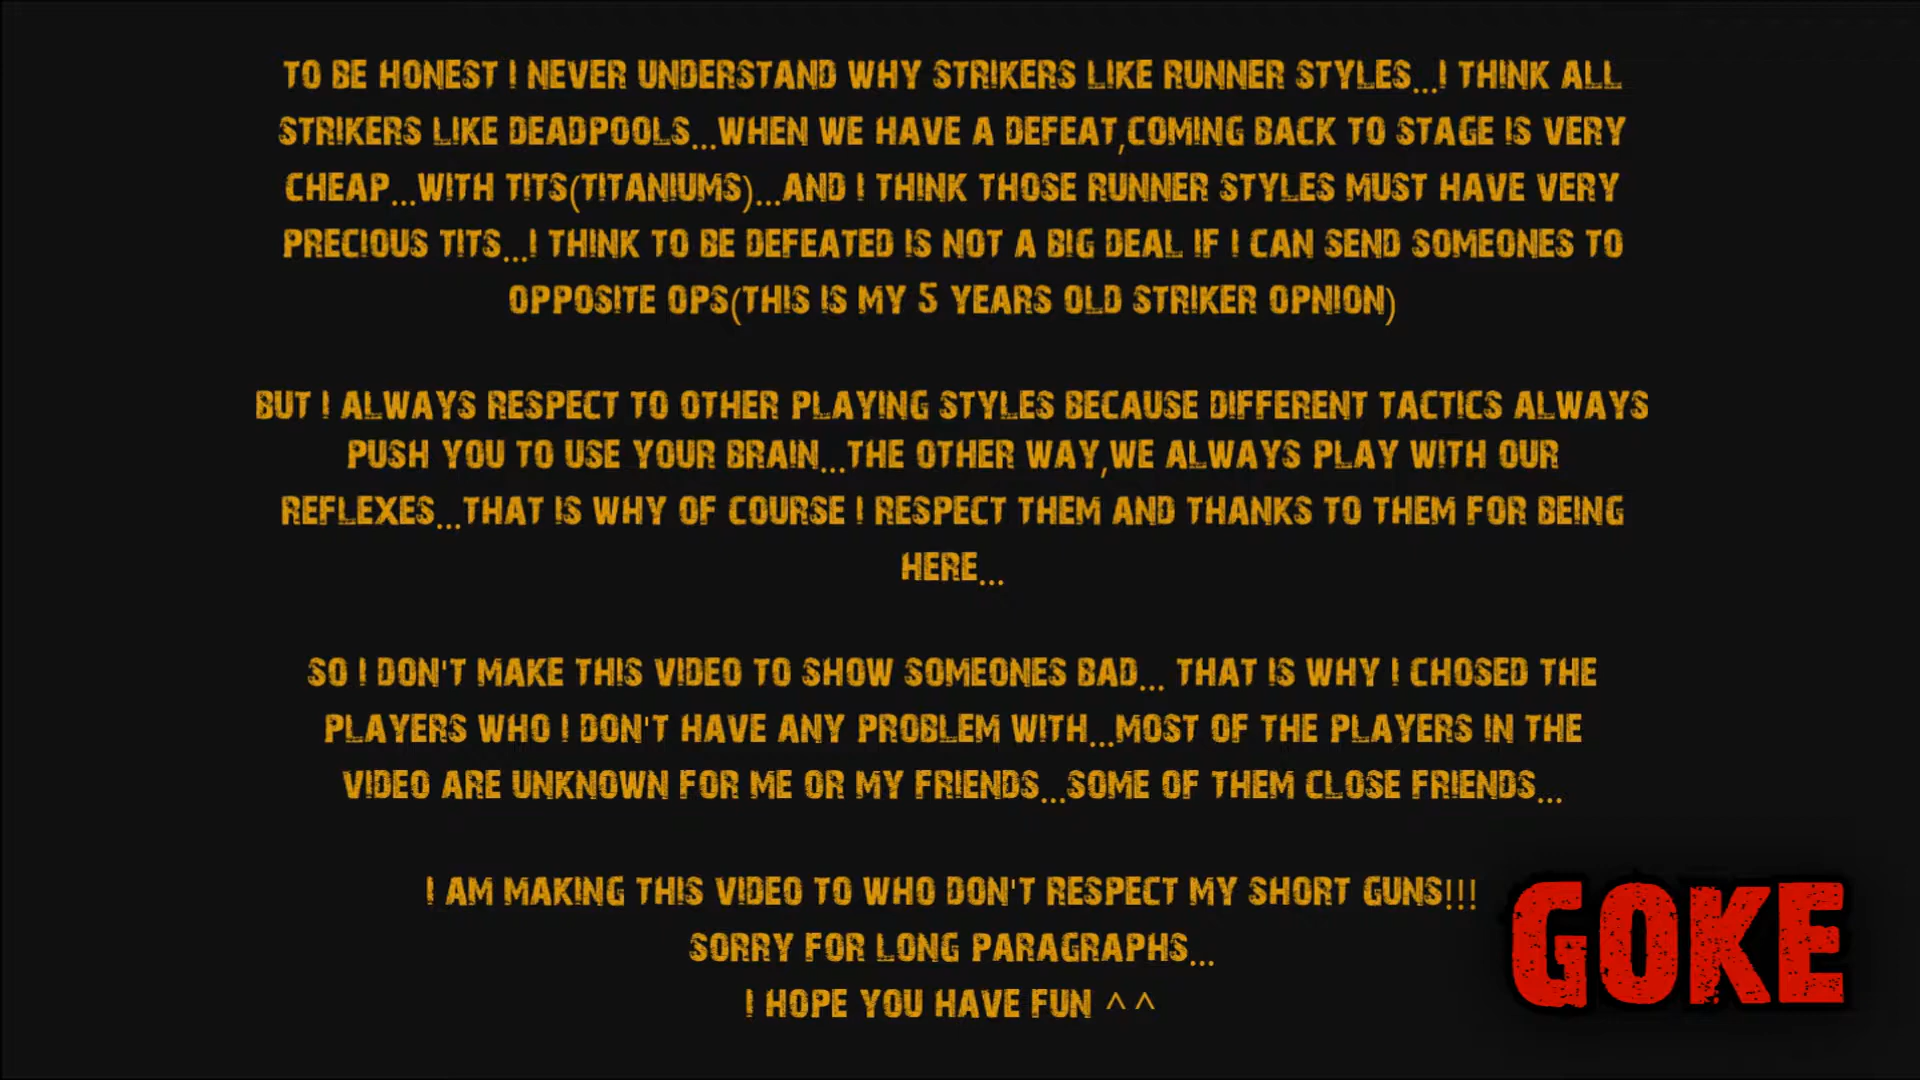 TO BE HONEST I NEVER UNDERSTAND WHY STRIKERS LIKE RUNNER STYLES...I THINK ALL
STRIKERS LIKE DEADPOOLS...WHEN WE HAVE A DEFEAT,COMING BACK TO STAGE IS VERY
CHEAP...WITH TITS(TITANIUMS)...AND I THINK THOSE RUNNER STYLES MUST HAVE VERY
PRECIOUS TITS...I THINK TO BE DEFEATED IS NOT A BIG DEAL IF I CAN SEND SOMEONES TO
OPPOSITE OPS(THIS IS MY 5 YEARS OLD STRIKER OPNION)
BUT I ALWAYS RESPECT TO OTHER PLAYING STYLES BECAUSE DIFFERENT TACTICS ALWAYS
PUSH YOU TO USE YOUR BRAIN...THE OTHER WAY,WE ALWAYS PLAY WITH OUR
REFLEXES...THAT IS WHY OF COURSE I RESPECT THEM AND THANKS TO THEM FOR BEING
HERE...
SO I DON'T MAKE THIS VIDEO TO SHOW SOMEONES BAD... THAT IS WHY I CHOSED THE
PLAYERS WHO I DON'T HAVE ANY PROBLEM WITH...MOST OF THE PLAYERS IN THE
VIDEO ARE UNKNOWN FOR ME OR MY FRIENDS...SOME OF THEM CLOSE FRIENDS...
I AM MAKING THIS VIDEO TO WHO DON'T RESPECT MY SHORT GUNS!!!
SORRY FOR LONG PARAGRAPHS...
I HOPE YOU HAVE FUN ^ ^
GOKE